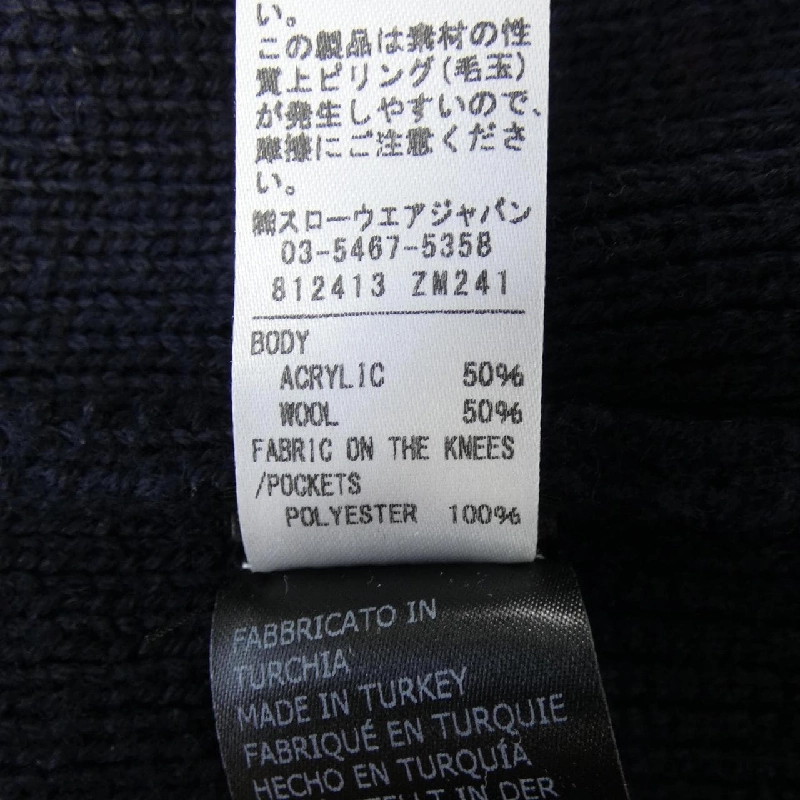 い。
この製品は素材の性
質上ピリング(毛玉)
が発生しやすいので、
摩擦にご注意くださ
い。
㈱スローウエアジャパン
03-5467-5358
812413 ZM241
BODY
ACRYLIC 50%
WOOL 50%
FABRIC ON THE KNEES
/POCKETS
POLYESTER 100%
FABBRICATO IN
TURCHIA'
MADE IN TURKEY
FABRIQUÉ EN TURQUIE
HECHO EN TURQUÍA
IN DER